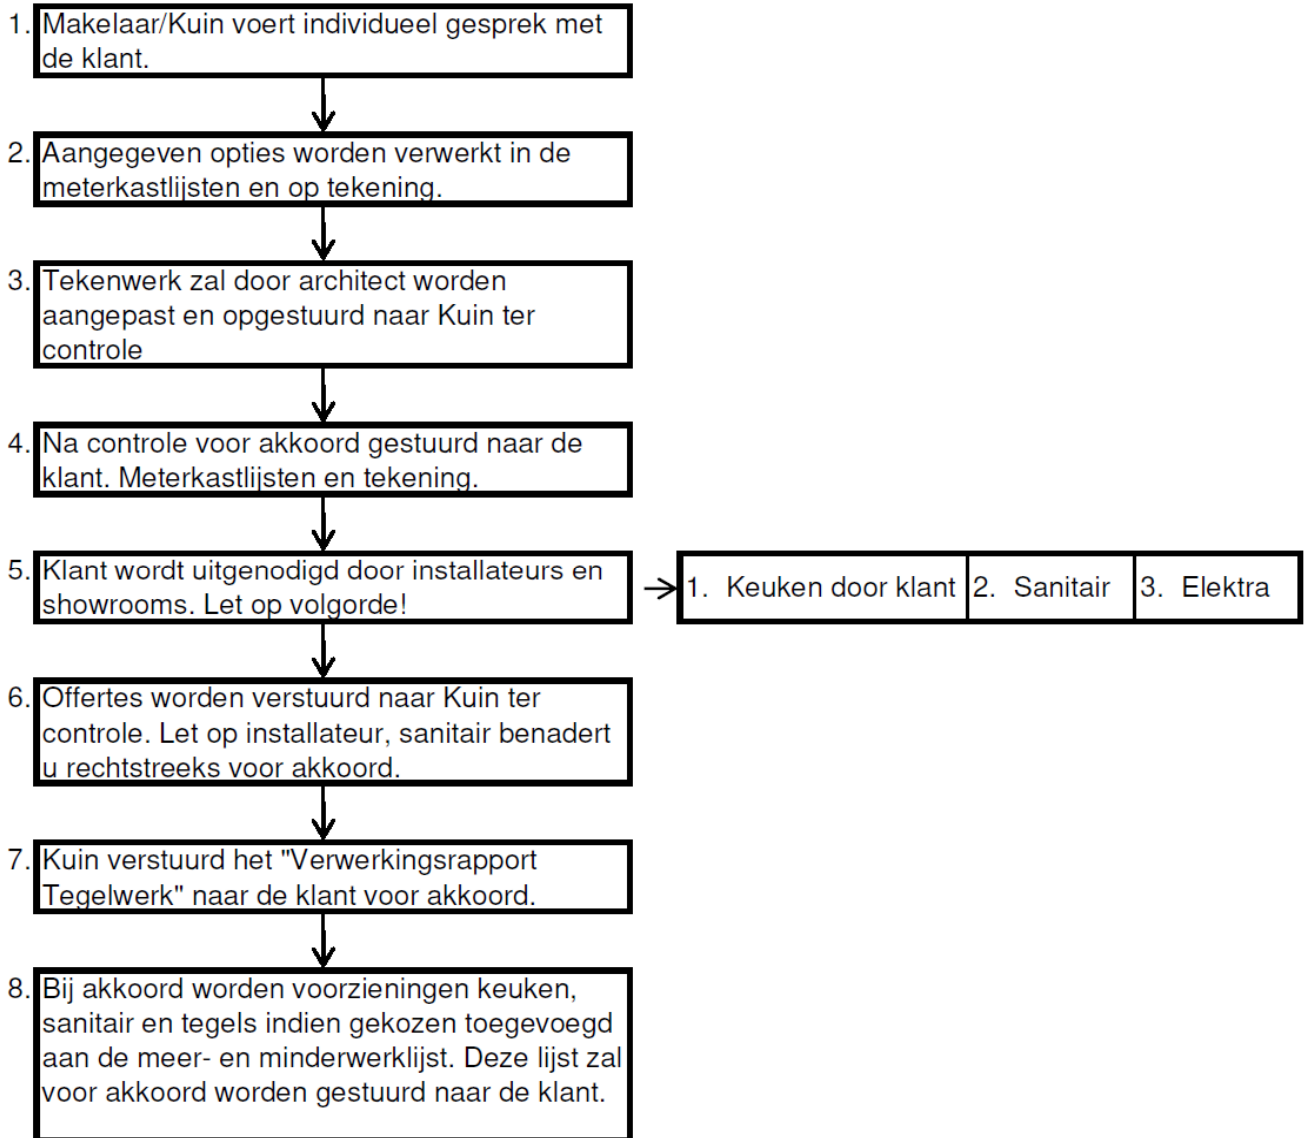 1. Makelaar/Kuin voert individueel gesprek met
de klant.
2. Aangegeven opties worden verwerkt in de
meterkastlijsten en op tekening.
3. Tekenwerk zal door architect worden
aangepast en opgestuurd naar Kuin ter
controle
4. Na controle voor akkoord gestuurd naar de
klant. Meterkastlijsten en tekening.
5. Klant wordt uitgenodigd door installateurs en
showrooms. Let op volgorde!
1. Keuken door klant 2. Sanitair 3. Elektra
6. Offertes worden verstuurd naar Kuin ter
controle. Let op installateur, sanitair benadert
u rechtstreeks voor akkoord.
7. Kuin verstuurd het "Verwerkingsrapport
Tegelwerk" naar de klant voor akkoord.
8. Bij akkoord worden voorzieningen keuken,
sanitair en tegels indien gekozen toegevoegd
aan de meer- en minderwerklijst. Deze lijst zal
voor akkoord worden gestuurd naar de klant.